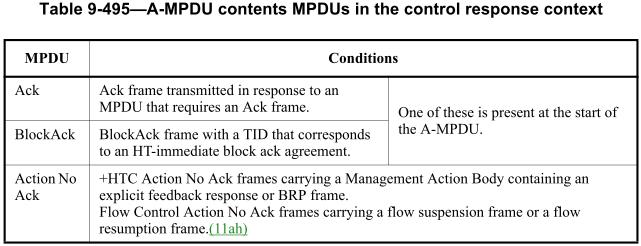 Table 9-495—A-MPDU contents MPDUs in the control response context
MPDU Conditions
Ack
Ack frame transmitted in response to an
MPDU that requires an Ack frame.
One of these is present at the start of
the A-MPDU.
BlockAck
BlockAck frame with a TID that corresponds
to an HT-immediate block ack agreement.
Action No
Ack
+HTC Action No Ack frames carrying a Management Action Body containing an
explicit feedback response or BRP frame.
Flow Control Action No Ack frames carrying a flow suspension frame or a flow
resumption frame.(11ah)